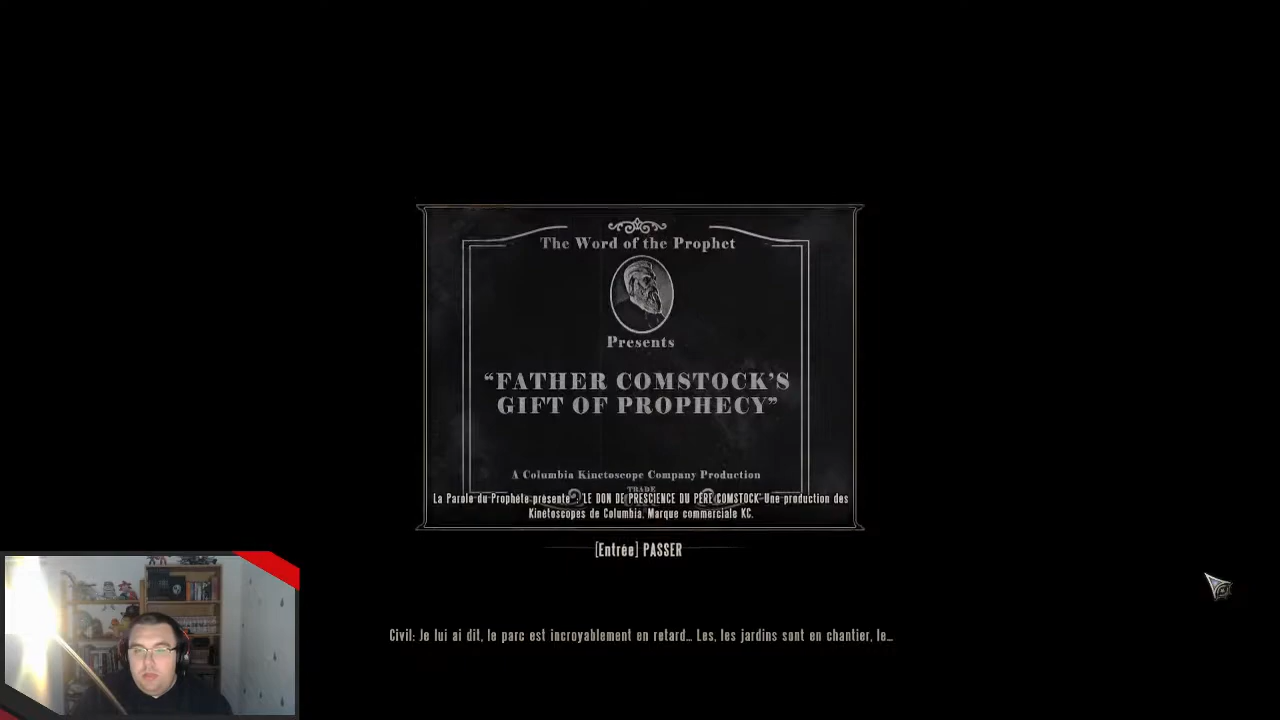 The Word of the Prophet
Presents
“FATHER COMSTOCK’S
GIFT OF PROPHECY”
A Columbia Kinetoscope Company Production
TRADE
La Parole du Prophète présente : "LE DON DE PRESCIENCE DU PÈRE COMSTOCK" Une production des
Kinétoscopes de Columbia. Marque commerciale KC.
[Entrée] PASSER
Civil: Je lui ai dit, le parc est incroyablement en retard... Les, les jardins sont en chantier, le...